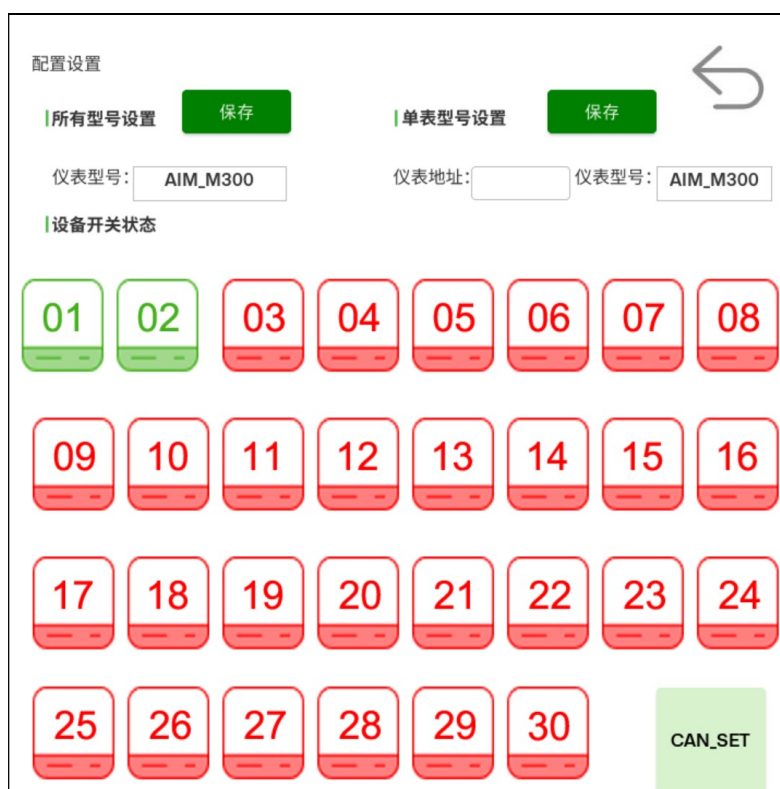 配置设置
所有型号设置 保存 单表型号设置 保存
仪表型号: AIM_M300 仪表地址: 仪表型号: AIM_M300
设备开关状态
01 02 03 04 05 06 07 08
09 10 11 12 13 14 15 16
17 18 19 20 21 22 23 24
25 26 27 28 29 30 CAN_SET